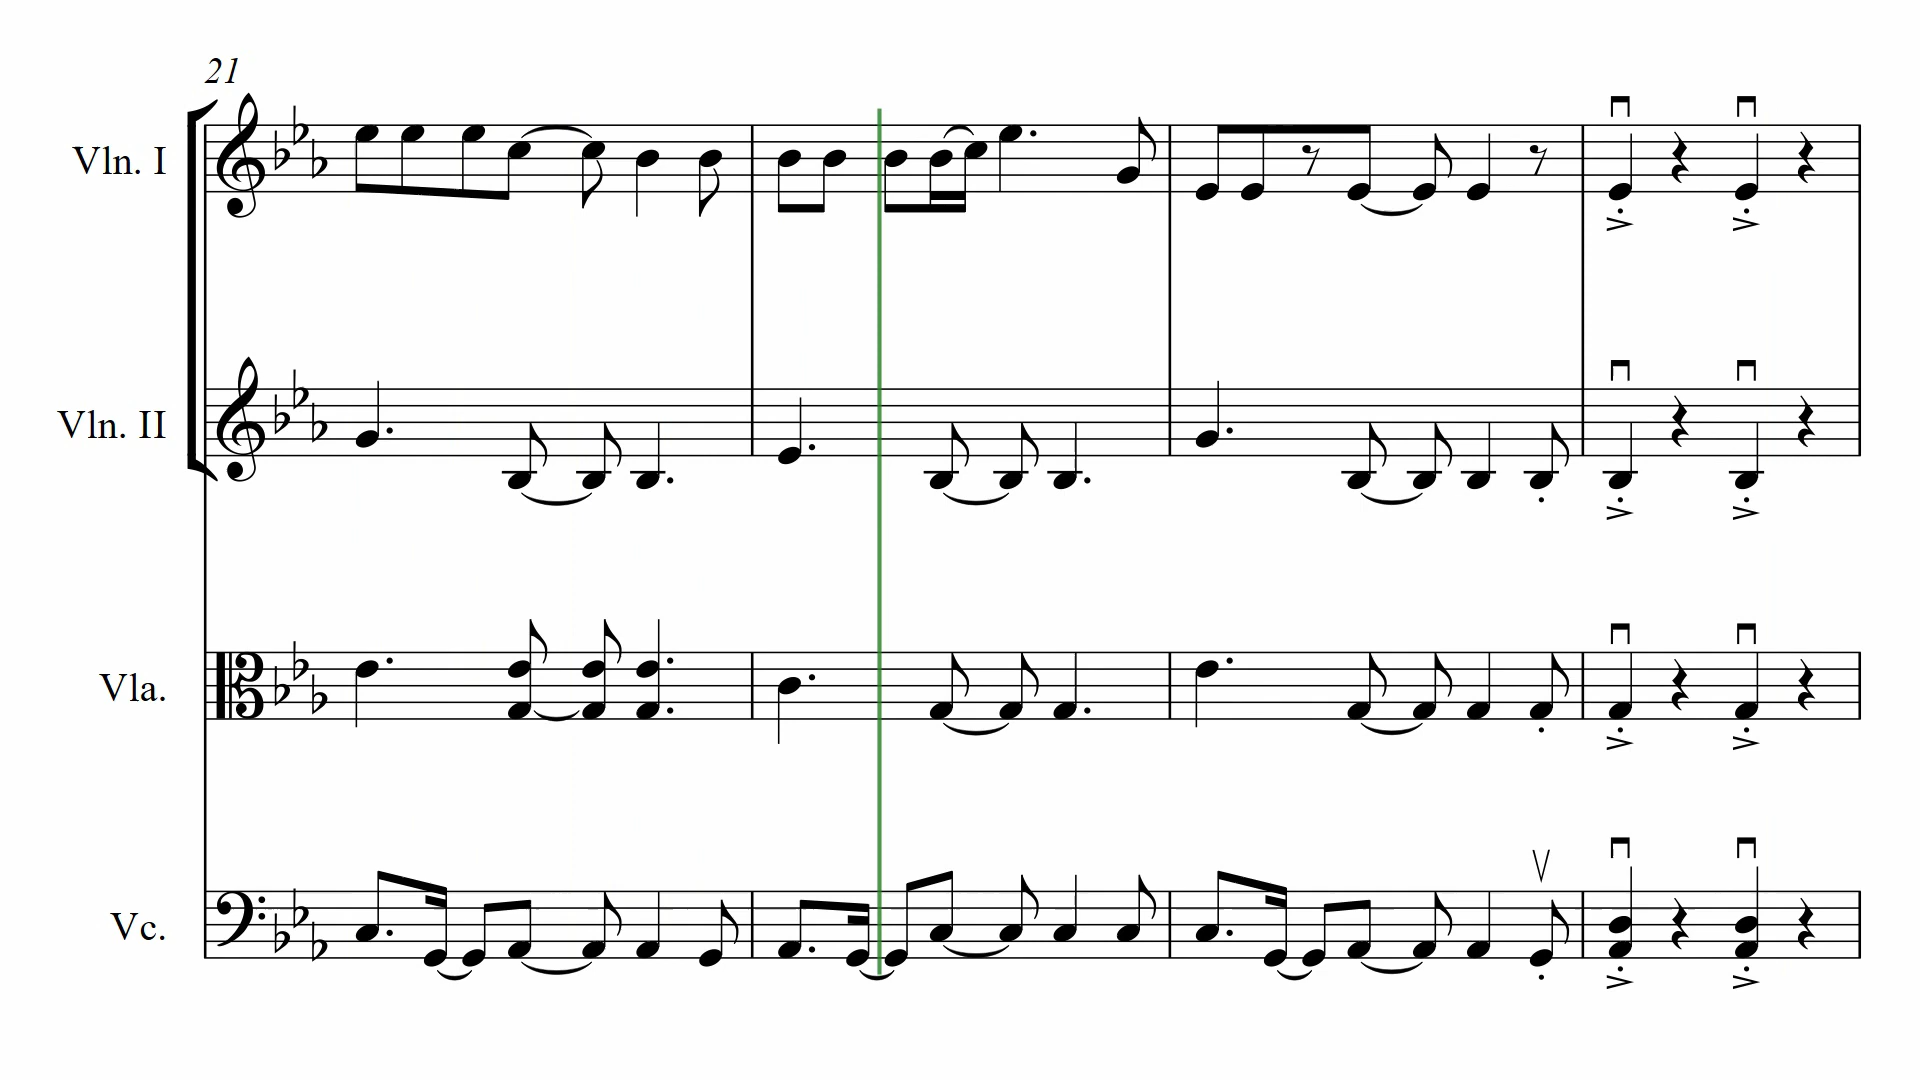 21
Vln. I
Vln. II
Vla.
Vc.